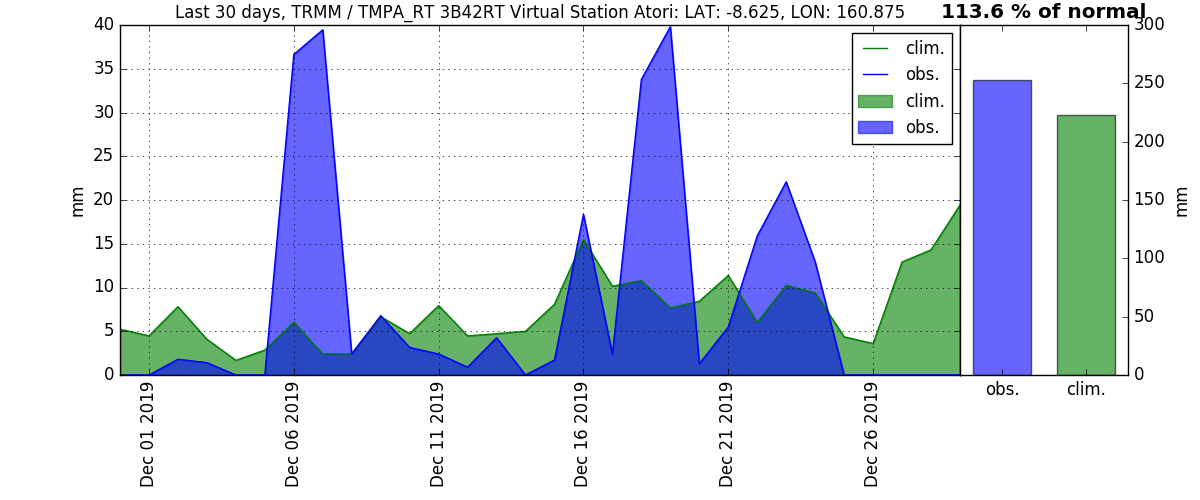 Last 30 days, TRMM / TMPA_RT 3B42RT Virtual Station Atori: LAT: -8.625, LON: 160.875
113.6 % of normal
40
35
30
25
20
15
10
5
0
mm
clim.
obs.
clim.
obs.
300
250
200
150
100
50
0
mm
obs.
clim.
Dec 01 2019
Dec 06 2019
Dec 11 2019
Dec 16 2019
Dec 21 2019
Dec 26 2019